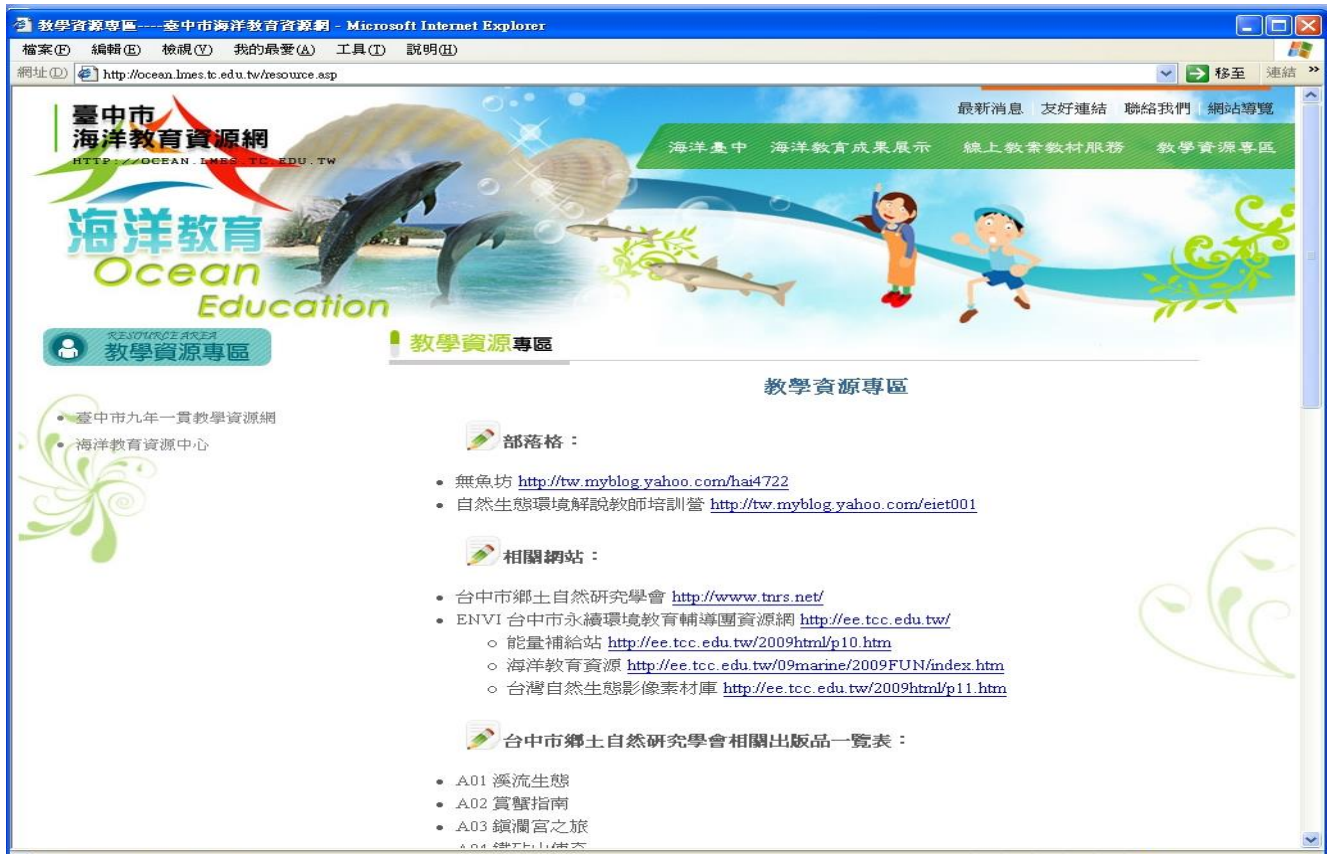 教學資源專區----臺中市海洋教育資源網 - Microsoft Internet Explorer
檔案(F) 編輯(E) 檢視(V) 我的最愛(A) 工具(T) 說明(H)
網址(D) http://ocean.lmes.tc.edu.tw/resource.asp 移至 連結 »
最新消息 友好連結 聯絡我們 網站導覽
臺中市
海洋教育資源網
HTTP://OCEAN.LMES.TC.EDU.TW
海洋臺中 海洋教育成果展示 線上教案教材服務 教學資源專區
海洋教育
Ocean
Education
RESOURCE AREA
教學資源專區
臺中市九年一貫教學資源網
海洋教育資源中心
教學資源專區
教學資源專區
部落格：
• 無魚坊 http://tw.myblog.yahoo.com/hai4722
• 自然生態環境解說教師培訓營 http://tw.myblog.yahoo.com/eiet001
相關網站：
• 台中市鄉土自然研究學會 http://www.tnrs.net/
• ENVI 台中市永續環境教育輔導團資源網 http://ee.tcc.edu.tw/
○ 能量補給站 http://ee.tcc.edu.tw/2009html/p10.htm
○ 海洋教育資源 http://ee.tcc.edu.tw/09marine/2009FUN/index.htm
○ 台灣自然生態影像素材庫 http://ee.tcc.edu.tw/2009html/p11.htm
台中市鄉土自然研究學會相關出版品一覽表：
• A01 溪流生態
• A02 賞蟹指南
• A03 鎮瀾宮之旅